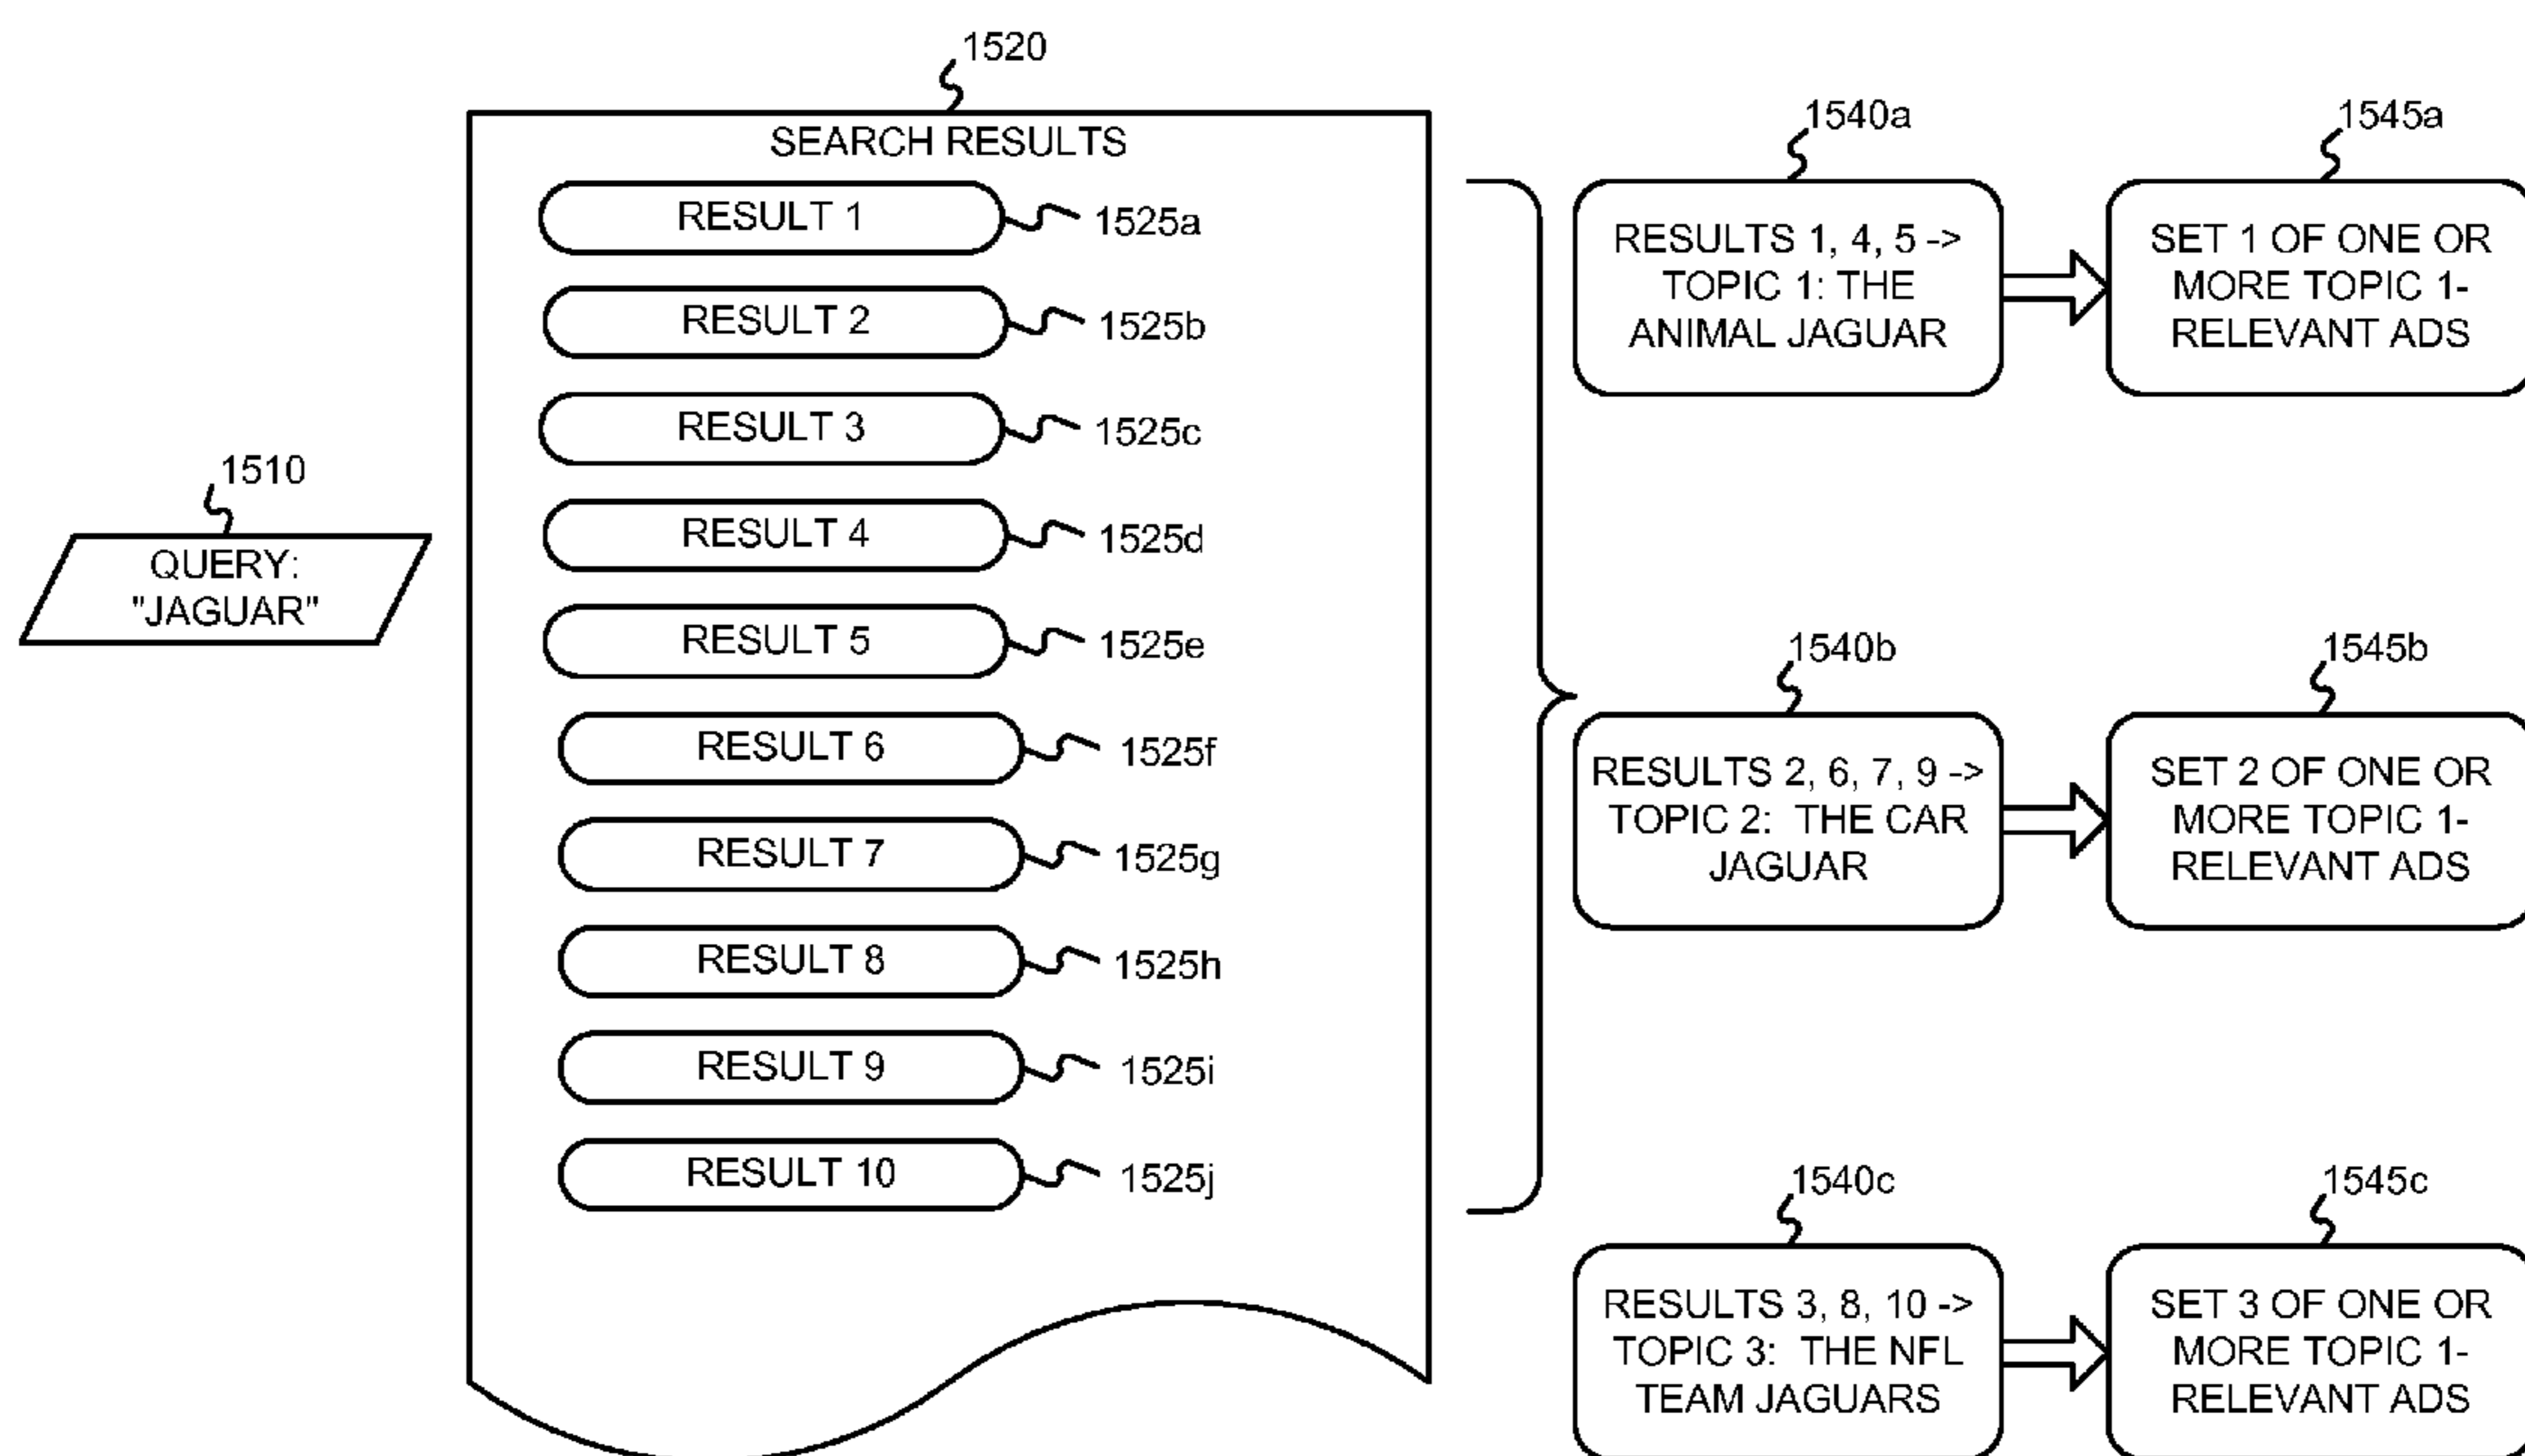 1510
QUERY:
"JAGUAR"
1520
SEARCH RESULTS
RESULT 1
1525a
RESULT 2
1525b
RESULT 3
1525c
RESULT 4
1525d
RESULT 5
1525e
RESULT 6
1525f
RESULT 7
1525g
RESULT 8
1525h
RESULT 9
1525i
RESULT 10
1525j
1540a
RESULTS 1, 4, 5 ->
TOPIC 1: THE
ANIMAL JAGUAR
1545a
SET 1 OF ONE OR
MORE TOPIC 1-
RELEVANT ADS
1540b
RESULTS 2, 6, 7, 9 ->
TOPIC 2: THE CAR
JAGUAR
1545b
SET 2 OF ONE OR
MORE TOPIC 1-
RELEVANT ADS
1540c
RESULTS 3, 8, 10 ->
TOPIC 3: THE NFL
TEAM JAGUARS
1545c
SET 3 OF ONE OR
MORE TOPIC 1-
RELEVANT ADS